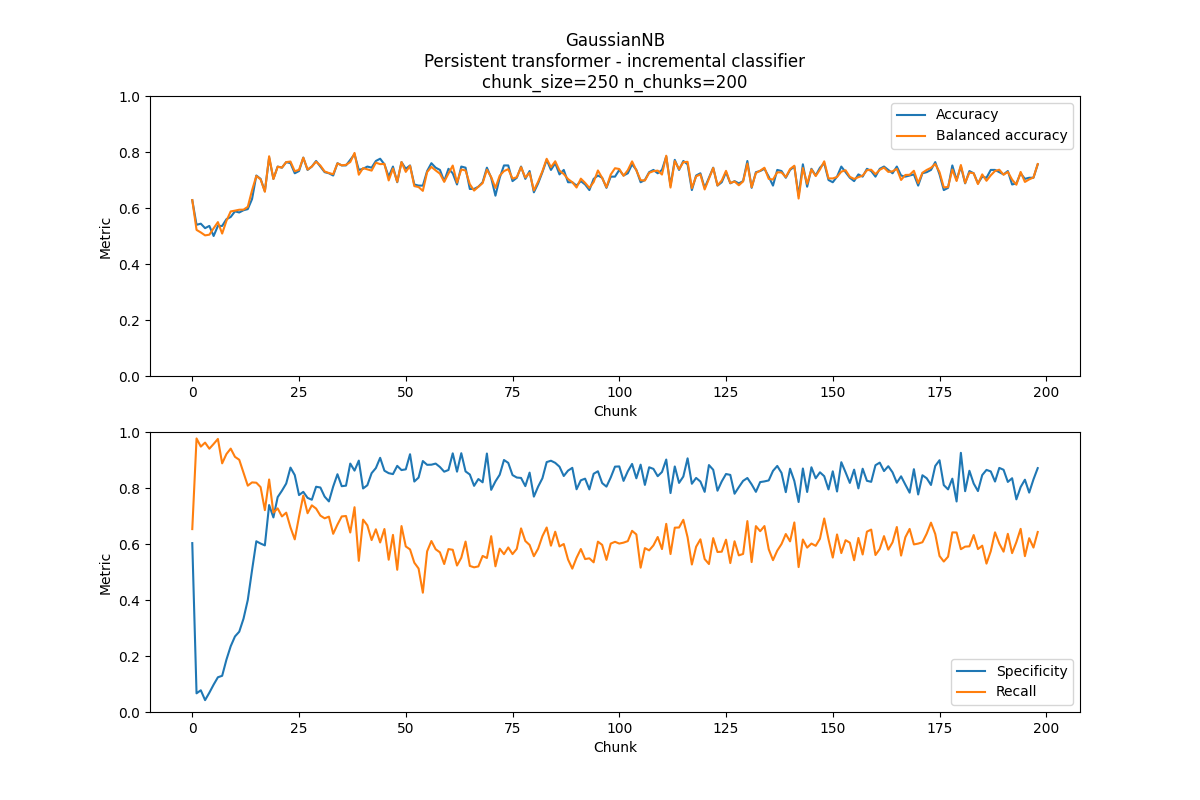 GaussianNB
Persistent transformer - incremental classifier
chunk_size=250 n_chunks=200
1.0
0.8
0.6
0.4
0.2
0.0
Metric
Accuracy
Balanced accuracy
0 25 50 75 100 125 150 175 200
Chunk
1.0
0.8
0.6
0.4
0.2
0.0
Metric
Specificity
Recall
0 25 50 75 100 125 150 175 200
Chunk